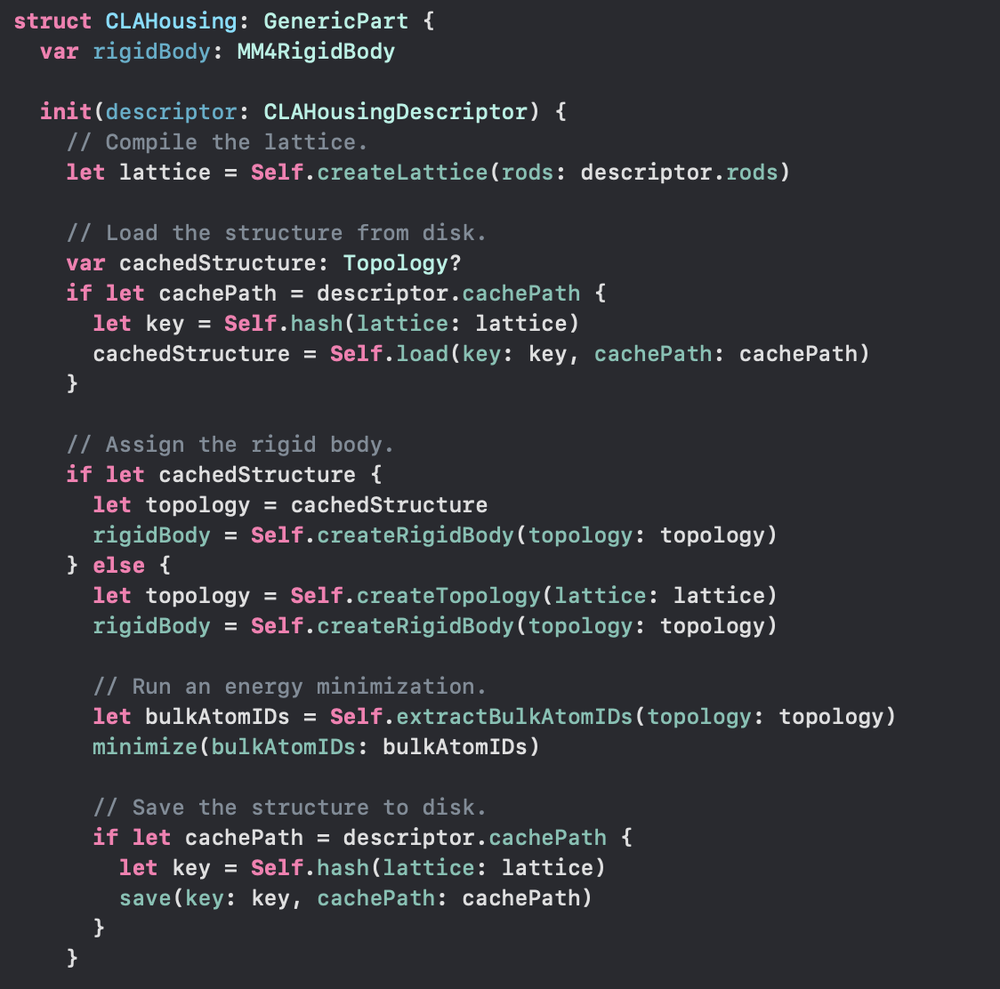 struct CLAHousing: GenericPart {
  var rigidBody: MM4RigidBody

  init(descriptor: CLAHousingDescriptor) {
    // Compile the lattice.
    let lattice = Self.createLattice(rods: descriptor.rods)

    // Load the structure from disk.
    var cachedStructure: Topology?
    if let cachePath = descriptor.cachePath {
      let key = Self.hash(lattice: lattice)
      cachedStructure = Self.load(key: key, cachePath: cachePath)
    }

    // Assign the rigid body.
    if let cachedStructure {
      let topology = cachedStructure
      rigidBody = Self.createRigidBody(topology: topology)
    } else {
      let topology = Self.createTopology(lattice: lattice)
      rigidBody = Self.createRigidBody(topology: topology)

      // Run an energy minimization.
      let bulkAtomIDs = Self.extractBulkAtomIDs(topology: topology)
      minimize(bulkAtomIDs: bulkAtomIDs)

      // Save the structure to disk.
      if let cachePath = descriptor.cachePath {
        let key = Self.hash(lattice: lattice)
        save(key: key, cachePath: cachePath)
      }
    }